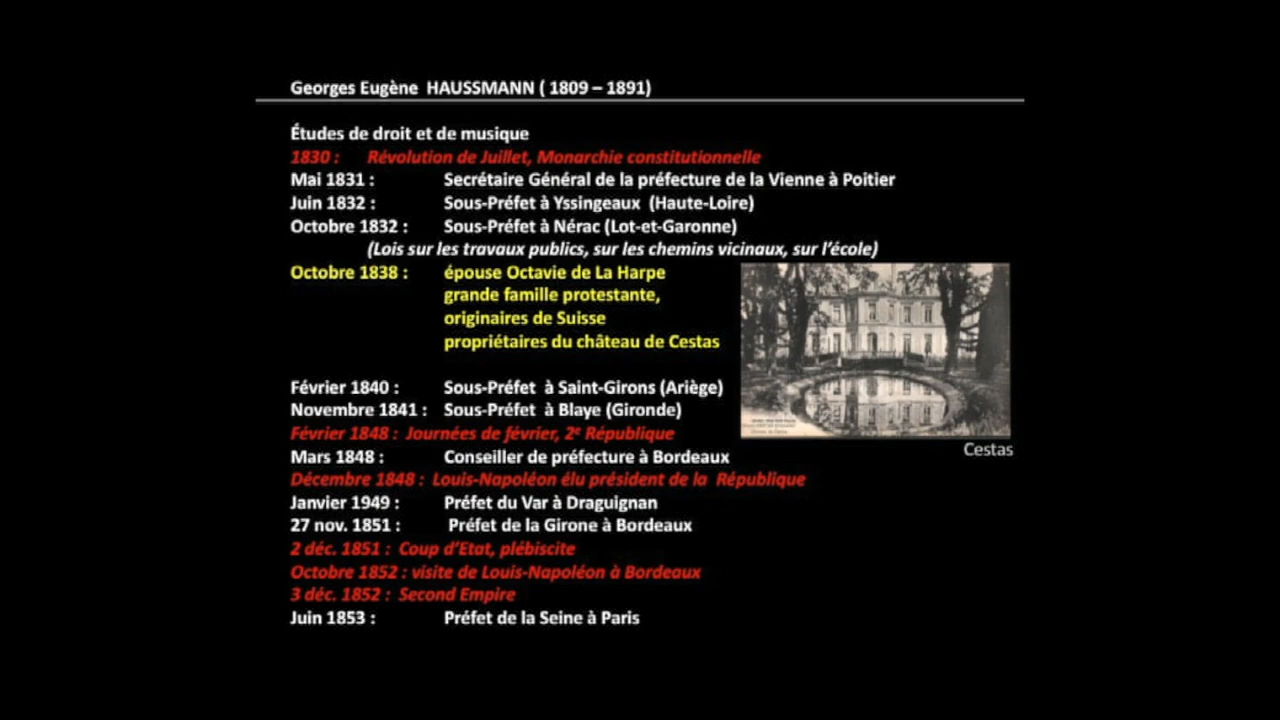 Georges Eugène HAUSSMANN ( 1809 – 1891)
Études de droit et de musique
1830 : Révolution de Juillet, Monarchie constitutionnelle
Mai 1831 : Secrétaire Général de la préfecture de la Vienne à Poitier
Juin 1832 : Sous-Préfet à Yssingeaux (Haute-Loire)
Octobre 1832 : Sous-Préfet à Nérac (Lot-et-Garonne)
(Lois sur les travaux publics, sur les chemins vicinaux, sur l'école)
Octobre 1838 : épouse Octavie de La Harpe
grande famille protestante,
originaires de Suisse
propriétaires du château de Cestas
Février 1840 : Sous-Préfet à Saint-Girons (Ariège)
Novembre 1841 : Sous-Préfet à Blaye (Gironde)
Février 1848 : Journées de février, 2e République
Cestas
Mars 1848 : Conseiller de préfecture à Bordeaux
Décembre 1848 : Louis-Napoléon élu président de la République
Janvier 1949 : Préfet du Var à Draguignan
27 nov. 1851 : Préfet de la Girone à Bordeaux
2 déc. 1851 : Coup d'Etat, plébiscite
Octobre 1852 : visite de Louis-Napoléon à Bordeaux
3 déc. 1852 : Second Empire
Juin 1853 : Préfet de la Seine à Paris